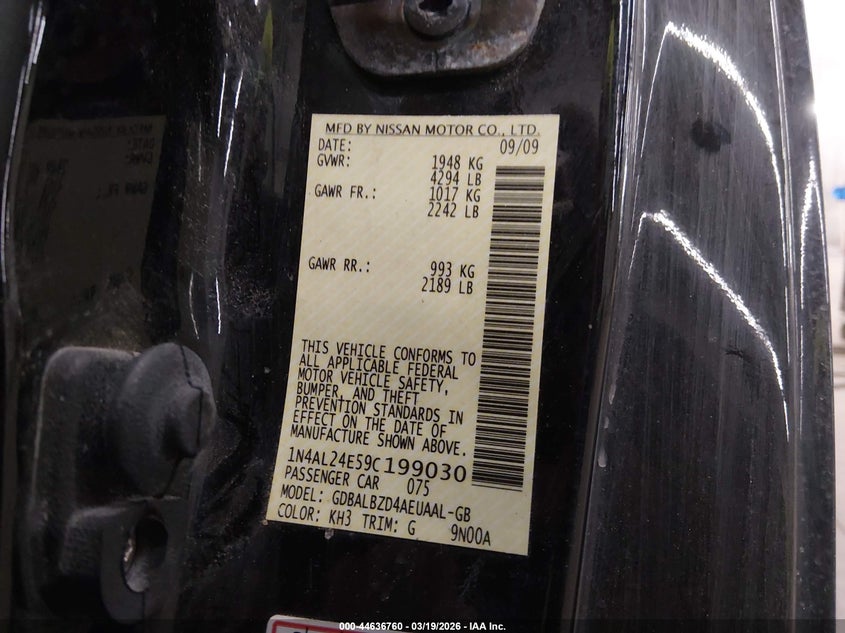 MFD BY NISSAN MOTOR CO., LTD.
DATE: 09/09
GVWR: 1948 KG
4294 LB
GAWR FR.: 1017 KG
2242 LB
GAWR RR.: 993 KG
2189 LB
THIS VEHICLE CONFORMS TO
ALL APPLICABLE FEDERAL
MOTOR VEHICLE SAFETY,
BUMPER, AND THEFT
PREVENTION STANDARDS IN
EFFECT ON THE DATE OF
MANUFACTURE SHOWN ABOVE.
1N4AL24E59C199030
PASSENGER CAR 075
MODEL: GDBALBZD4AEUAAL-GB
COLOR: KH3 TRIM: G 9N00A
000-44636760 - 03/19/2026 - IAA Inc.